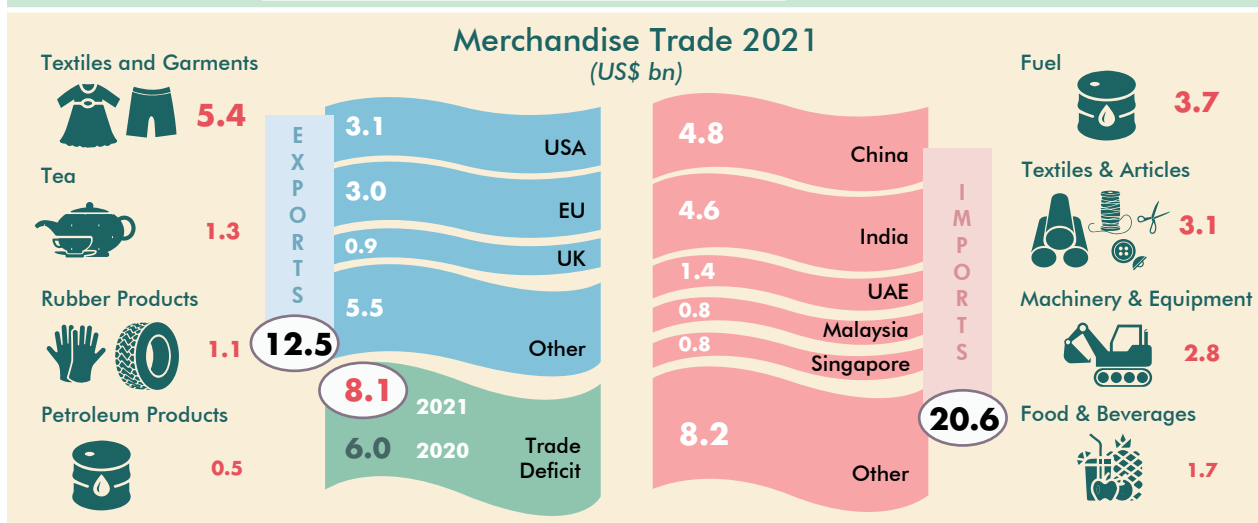 Merchandise Trade 2021
(US$ bn)
Textiles and Garments
5.4
Tea
1.3
Rubber Products
1.1
Petroleum Products
0.5
EXPORTS
12.5
3.1
USA
3.0
EU
0.9
UK
5.5
Other
8.1 2021
6.0 2020
Trade
Deficit
4.8
China
4.6
India
1.4
UAE
0.8
Malaysia
0.8
Singapore
8.2
Other
IMPORTS
20.6
Fuel
3.7
Textiles & Articles
3.1
Machinery & Equipment
2.8
Food & Beverages
1.7